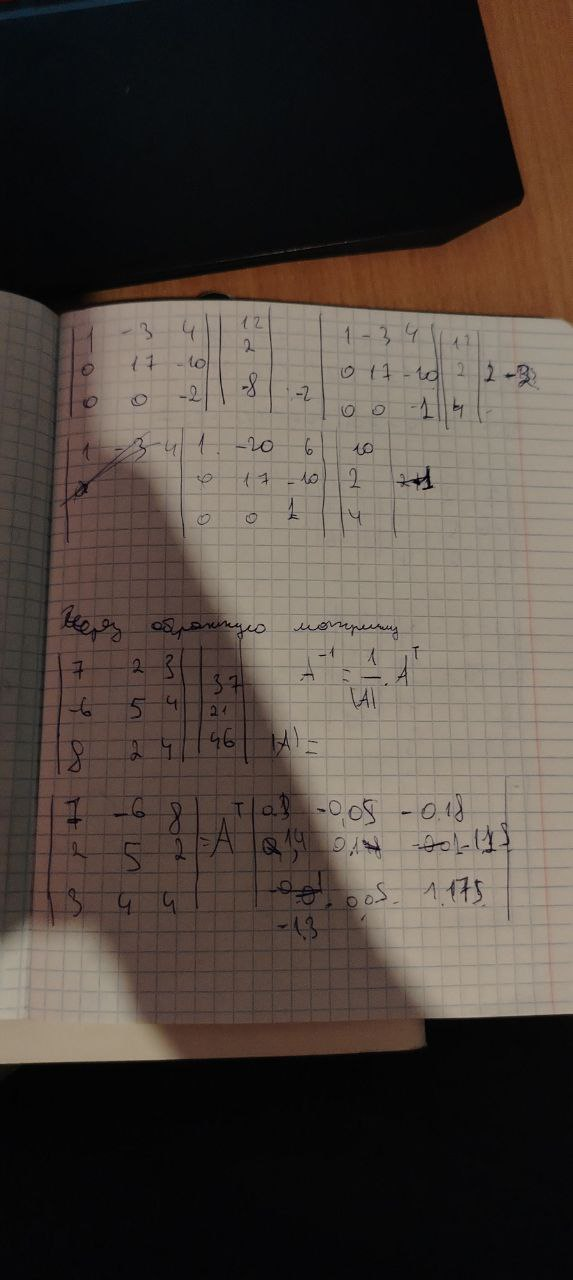 1 -3 4 | 12
0 17 -10 | 2
0 0 -2 | -8 :-2
1 -3 4 | 12
0 17 -10 | 2
0 0 -1 | 4
1 -3 4
1 -20 6 | 10
0 17 -10 | 2
0 0 1 | 4
Через обратную матрицу
7 2 3 | 37
-6 5 4 | 21
8 2 4 | 46
A⁻¹ = 1/|A| · Aᵀ
|A| =
7 -6 8
2 5 2 = Aᵀ
3 4 4
-0,05 -0.18
0,05 1.175
-1.3